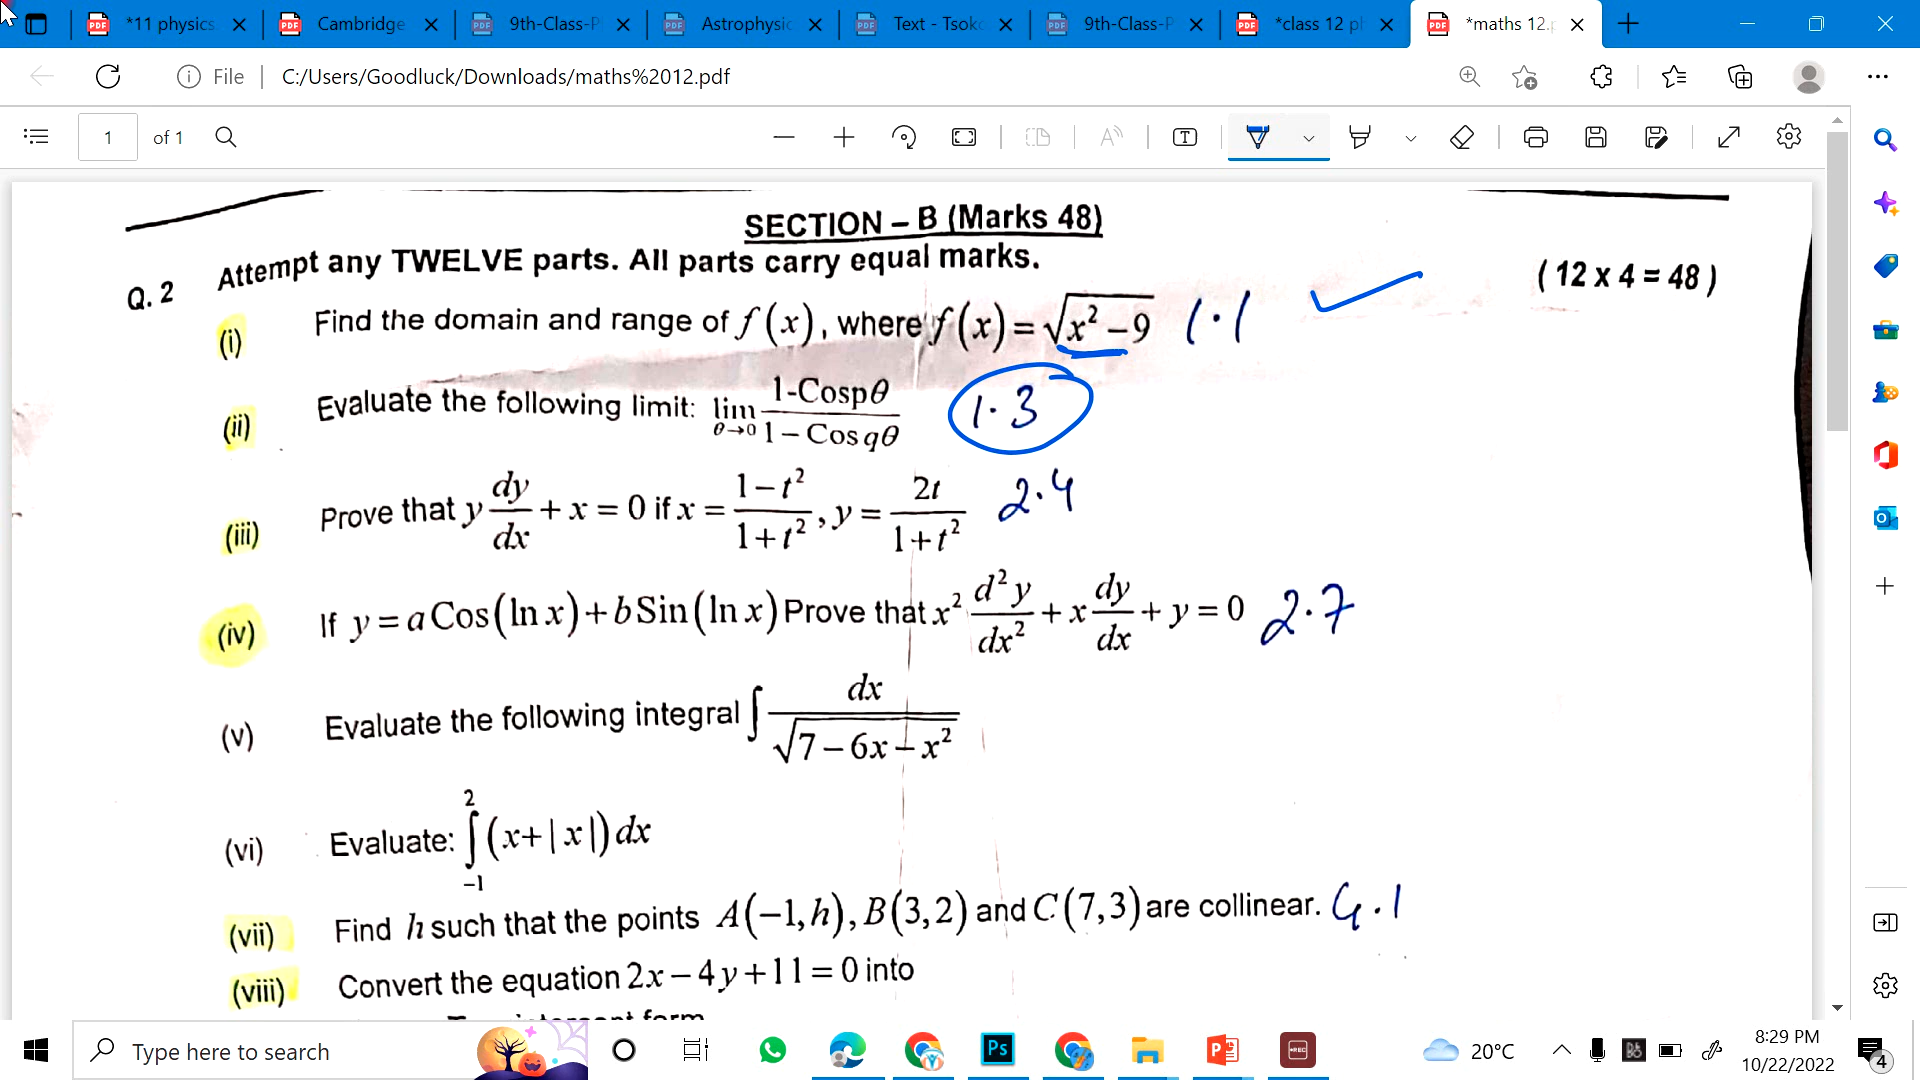 *11 physics
Cambridge
9th-Class-P
Astrophysic
Text - Tsok
9th-Class-P
*class 12 p
*maths 12.p
File
C:/Users/Goodluck/Downloads/maths%2012.pdf
1 of 1
SECTION – B (Marks 48)
Q. 2 Attempt any TWELVE parts. All parts carry equal marks. ( 12 x 4 = 48 )
(i) Find the domain and range of f(x), where f(x) = √(x² – 9) 1.1
(ii) Evaluate the following limit: lim θ→0 (1-Cospθ)/(1 – Cos qθ) 1.3
(iii) Prove that y dy/dx + x = 0 if x = (1 – t²)/(1 + t²), y = 2t/(1 + t²) 2.4
(iv) If y = a Cos(ln x) + b Sin(ln x) Prove that x² d²y/dx² + x dy/dx + y = 0 2.7
(v) Evaluate the following integral ∫ dx/√(7 – 6x – x²)
(vi) Evaluate: ∫₋₁² (x + | x |) dx
(vii) Find h such that the points A(–1, h), B(3, 2) and C(7, 3) are collinear. 4.1
(viii) Convert the equation 2x – 4y + 11 = 0 into
Type here to search
Ps
20°C
8:29 PM
10/22/2022
4